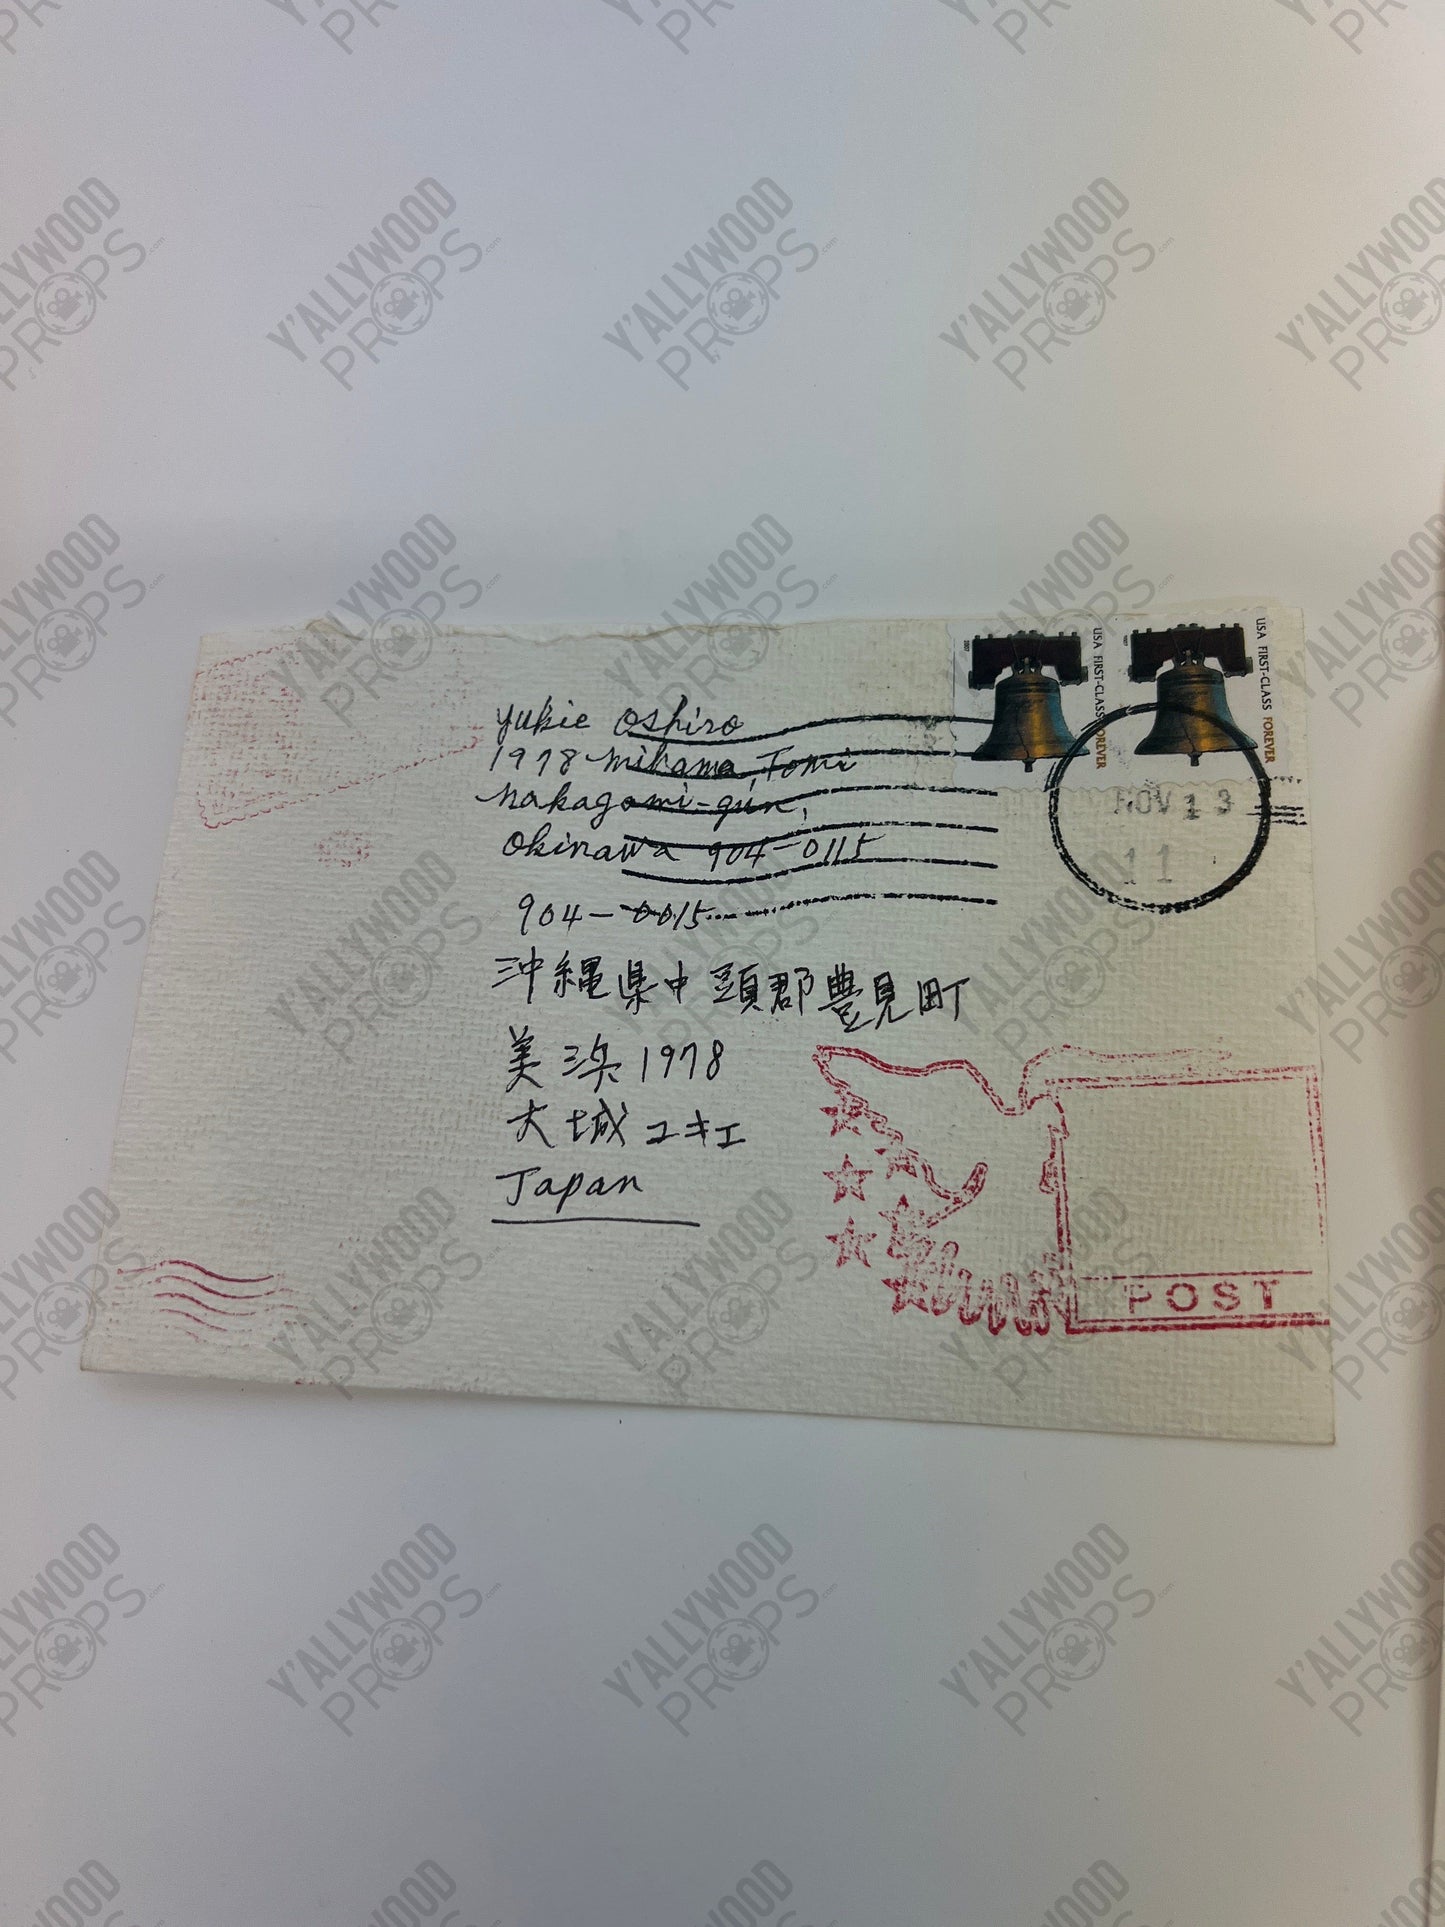 Yukie Oshiro
1978 Mihama, Tomi
Nakagami-gun,
Okinawa 904-0115
904-0015
沖縄県中頭郡豊見町
美浜1978
大城ユキエ
Japan
USA FIRST-CLASS FOREVER
USA FIRST-CLASS FOREVER
NOV 13
11
POST
Y'ALLYWOOD
PROPS.com